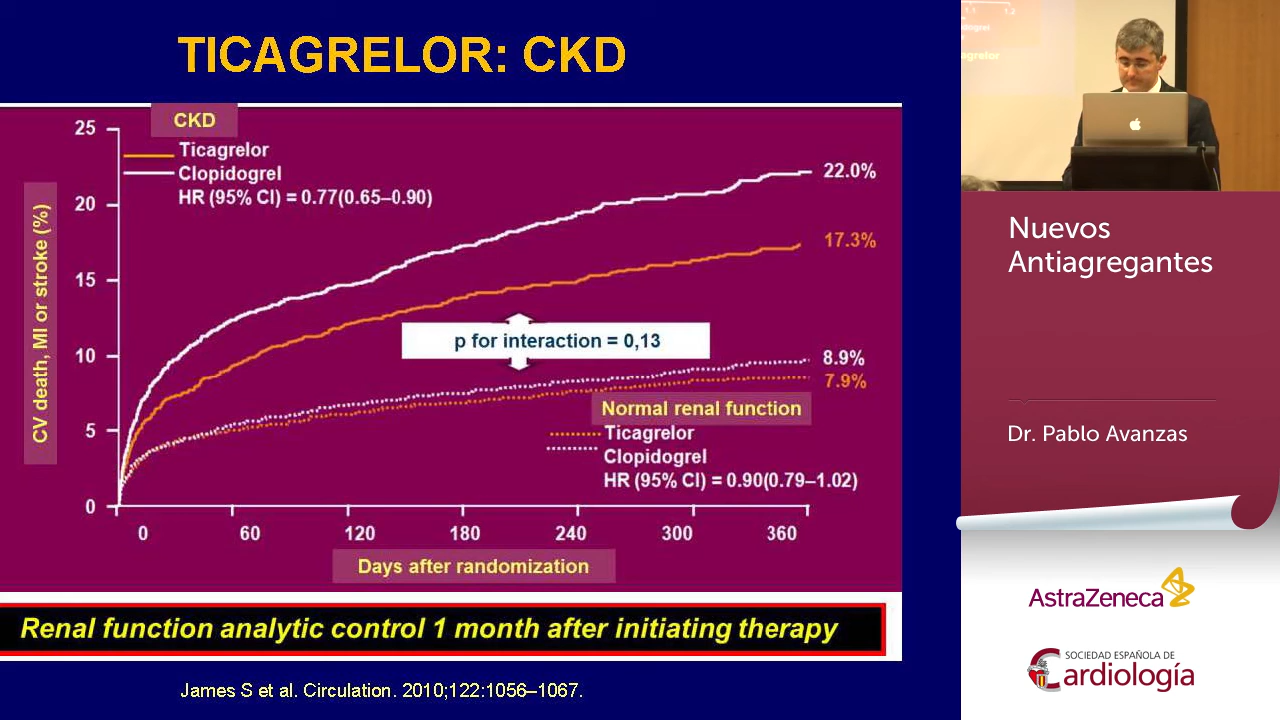 TICAGRELOR: CKD
CKD
Ticagrelor
Clopidogrel
HR (95% CI) = 0.77(0.65–0.90)
25
20
15
10
5
0
CV death, MI or stroke (%)
22.0%
17.3%
p for interaction = 0,13
8.9%
7.9%
Normal renal function
Ticagrelor
Clopidogrel
HR (95% CI) = 0.90(0.79–1.02)
0 60 120 180 240 300 360
Days after randomization
Renal function analytic control 1 month after initiating therapy
James S et al. Circulation. 2010;122:1056–1067.
1.2
Nuevos
Antiagregantes
Dr. Pablo Avanzas
AstraZeneca
SOCIEDAD ESPAÑOLA DE
Cardiología